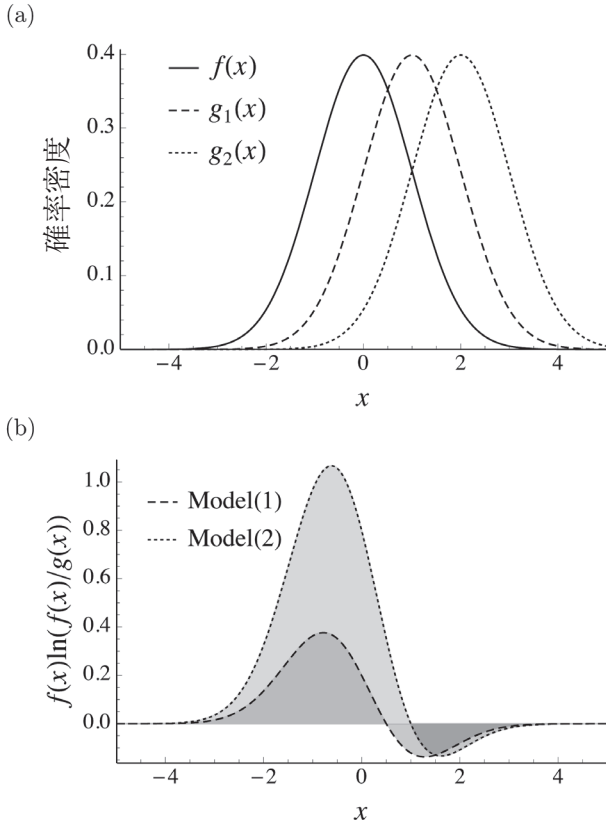 (a)
0.4
0.3
0.2
0.1
0.0
確率密度
f(x)
g₁(x)
g₂(x)
−4 −2 0 2 4
x
(b)
1.0
0.8
0.6
0.4
0.2
0.0
f(x)ln(f(x)/g(x))
Model(1)
Model(2)
−4 −2 0 2 4
x